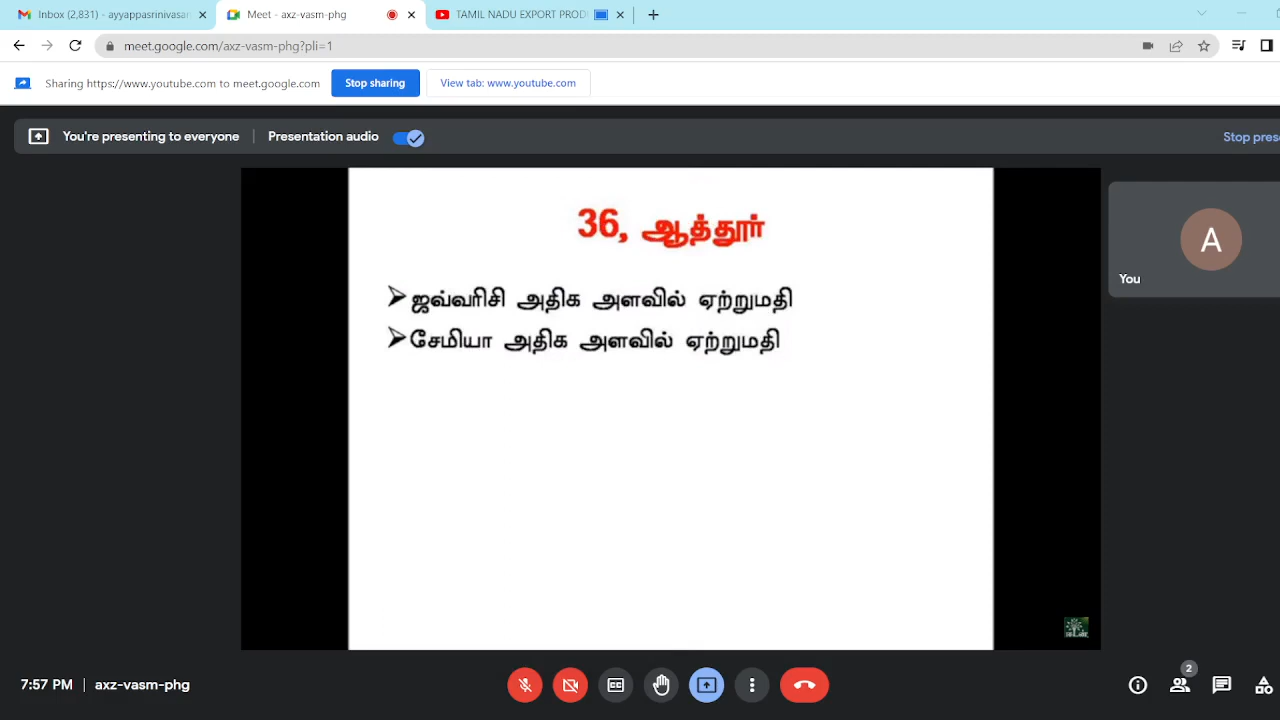 Inbox (2,831) - ayyappasrinivasar
Meet - axz-vasm-phg
TAMIL NADU EXPORT PROD
meet.google.com/axz-vasm-phg?pli=1
Sharing https://www.youtube.com to meet.google.com
Stop sharing
View tab: www.youtube.com
You're presenting to everyone
Presentation audio
Stop pres
36, ஆத்தூர்
➢ஜவ்வரிசி அதிக அளவில் ஏற்றுமதி
➢சேமியா அதிக அளவில் ஏற்றுமதி
A
You
7:57 PM | axz-vasm-phg
2